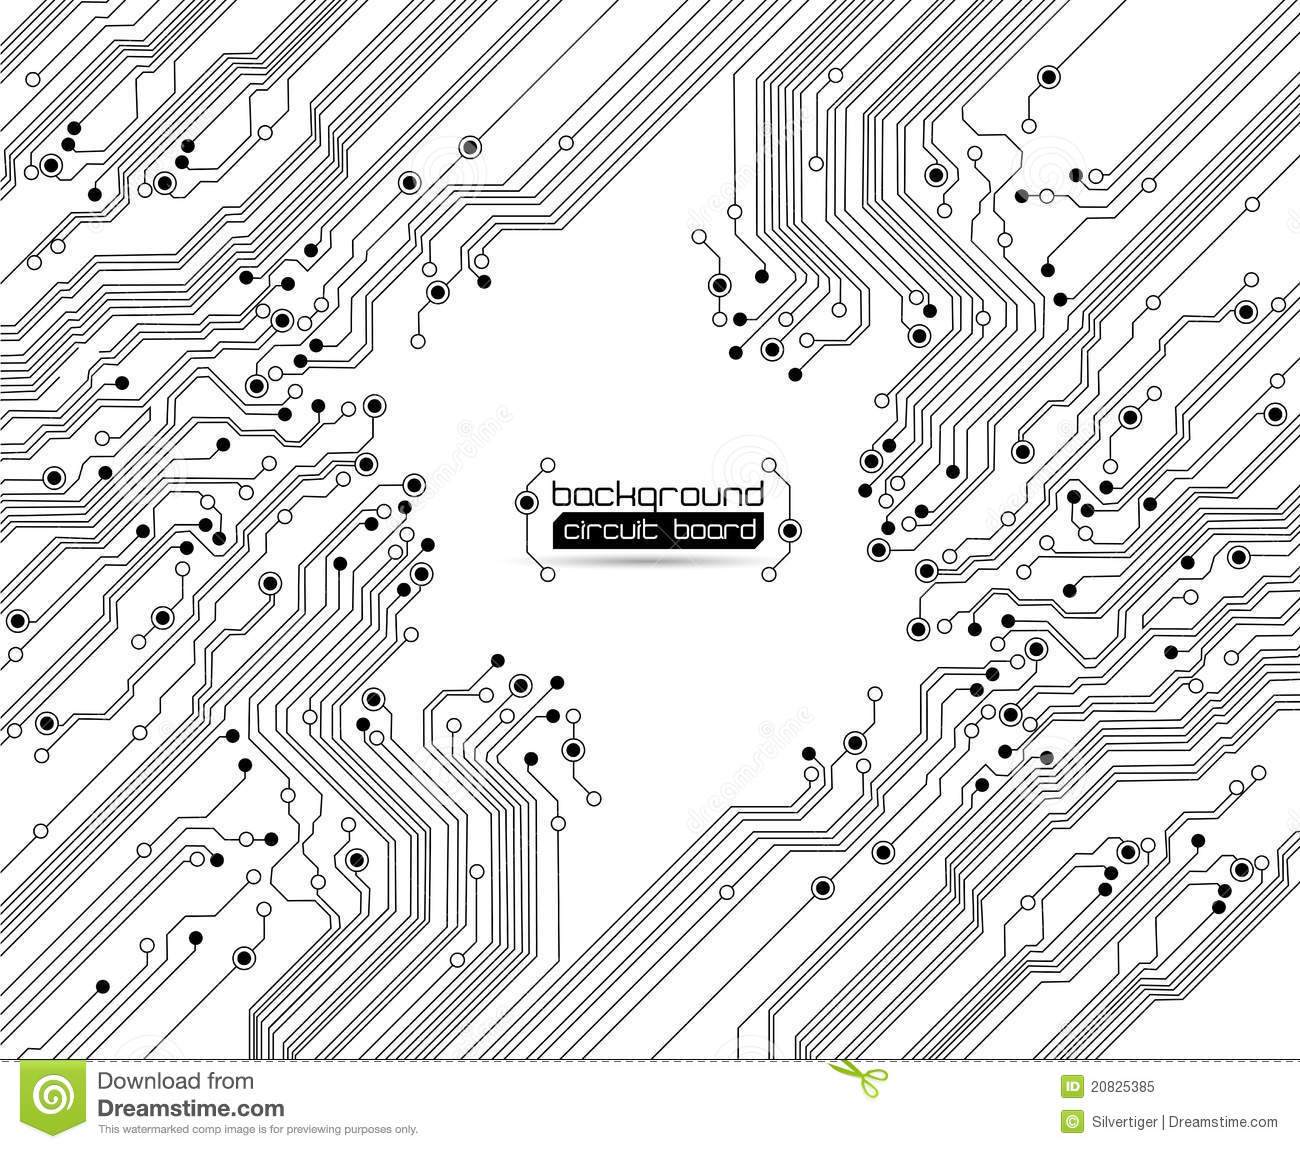 background
circuit board
Download from
Dreamstime.com
This watermarked comp image is for previewing purposes only.
ID 20825385
© Silvertiger | Dreamstime.com